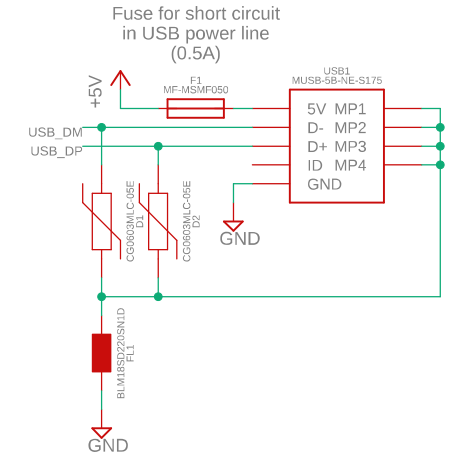 Fuse for short circuit
in USB power line
(0.5A)
+5V
F1
MF-MSMF050
USB1
MUSB-5B-NE-S175
5V MP1
D- MP2
D+ MP3
ID MP4
GND
USB_DM
USB_DP
CG0603MLC-05E
D1
CG0603MLC-05E
D2
GND
BLM18SD220SN1D
FL1
GND